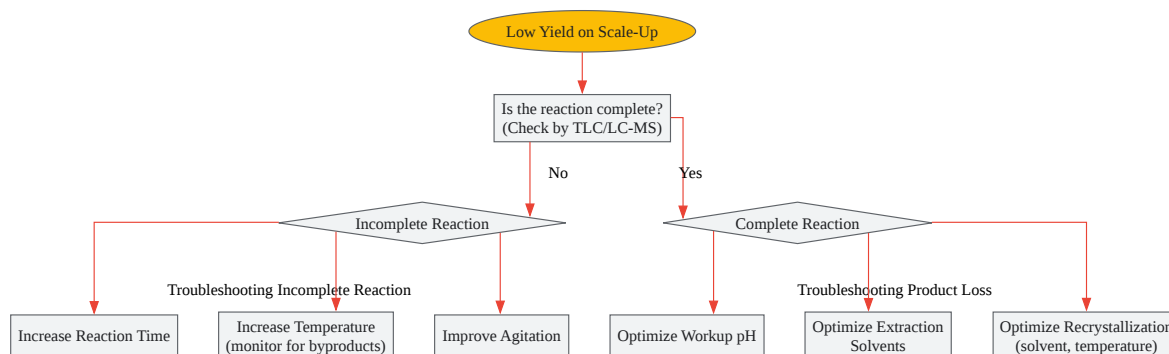 Low Yield on Scale-Up
Is the reaction complete?
(Check by TLC/LC-MS)
No
Yes
Incomplete Reaction
Complete Reaction
Troubleshooting Incomplete Reaction
Troubleshooting Product Loss
Increase Reaction Time
Increase Temperature
(monitor for byproducts)
Improve Agitation
Optimize Workup pH
Optimize Extraction
Solvents
Optimize Recrystallization
(solvent, temperature)